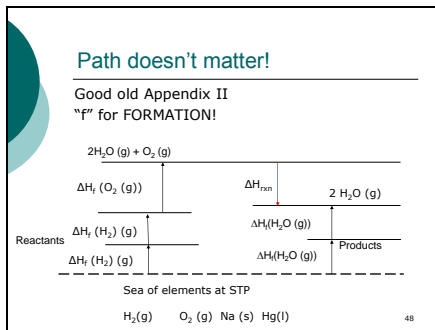 Path doesn't matter!
Good old Appendix II
"f" for FORMATION!
2H₂O (g) + O₂ (g)
ΔHf (O₂ (g))
ΔHrxn
2 H₂O (g)
ΔHf (H₂) (g)
ΔHf(H₂O (g))
Reactants
Products
ΔHf (H₂) (g)
ΔHf(H₂O (g))
Sea of elements at STP
H₂(g) O₂ (g) Na (s) Hg(l)
48